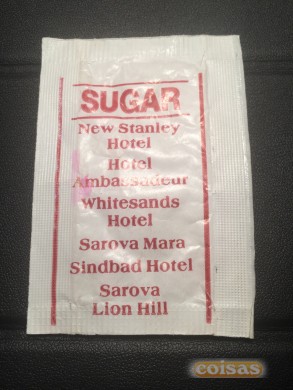 SUGAR
New Stanley
Hotel
Hotel
Ambassadeur
Whitesands
Hotel
Sarova Mara
Sindbad Hotel
Sarova
Lion Hill
coisas